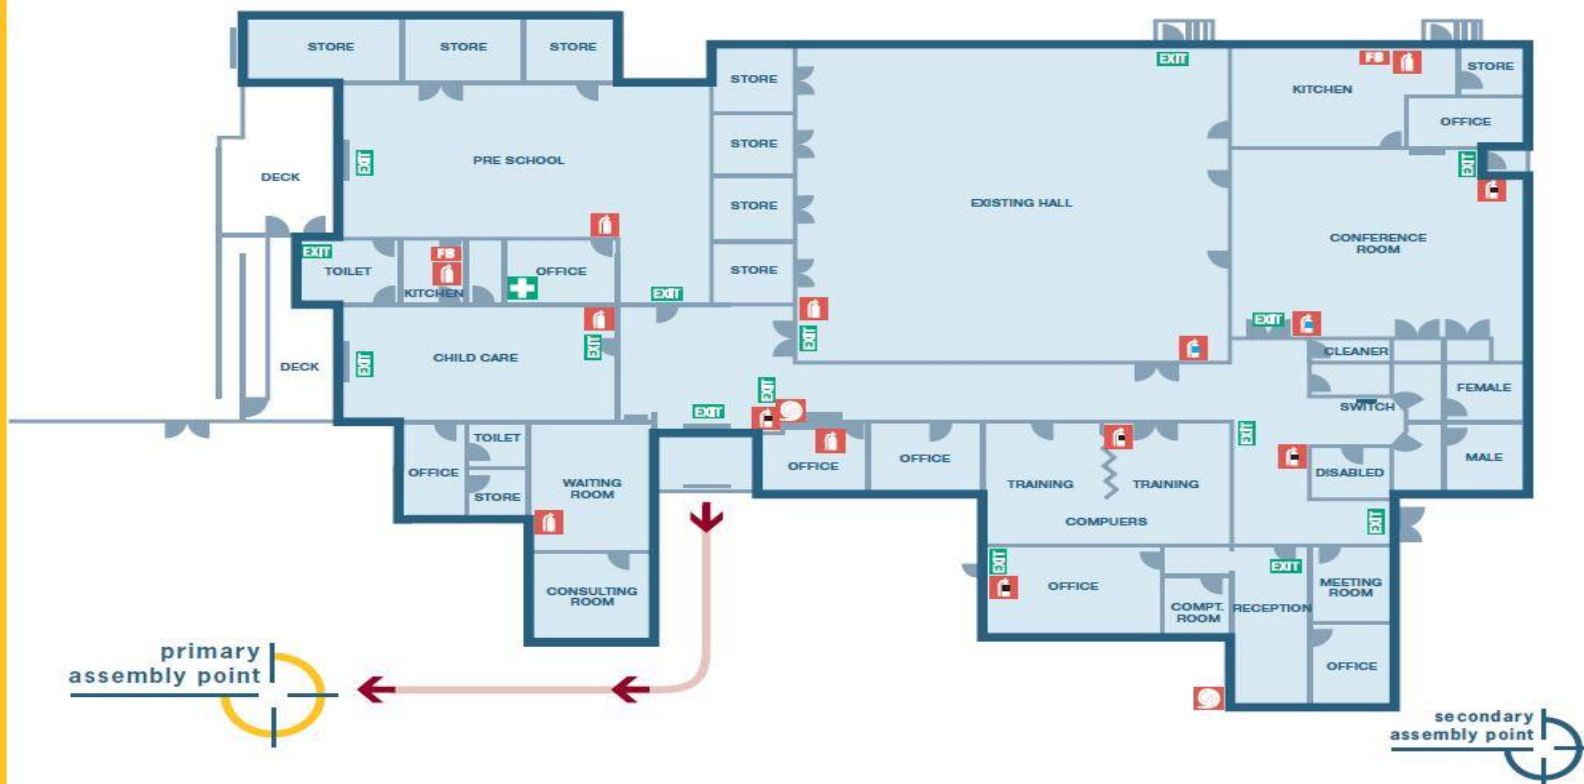 STORE
STORE
STORE
STORE
EXIT
FB
STORE
KITCHEN
OFFICE
PRE SCHOOL
EXIT
STORE
EXIT
DECK
STORE
EXISTING HALL
CONFERENCE
ROOM
EXIT
TOILET
FB
KITCHEN
OFFICE
STORE
EXIT
EXIT
EXIT
EXIT
CHILD CARE
EXIT
EXIT
DECK
CLEANER
FEMALE
SWITCH
EXIT
EXIT
EXIT
TOILET
OFFICE
STORE
WAITING
ROOM
OFFICE
OFFICE
TRAINING
TRAINING
COMPUERS
DISABLED
MALE
EXIT
EXIT
EXIT
OFFICE
CONSULTING
ROOM
COMPT.
ROOM
RECEPTION
MEETING
ROOM
OFFICE
primary
assembly point
secondary
assembly point